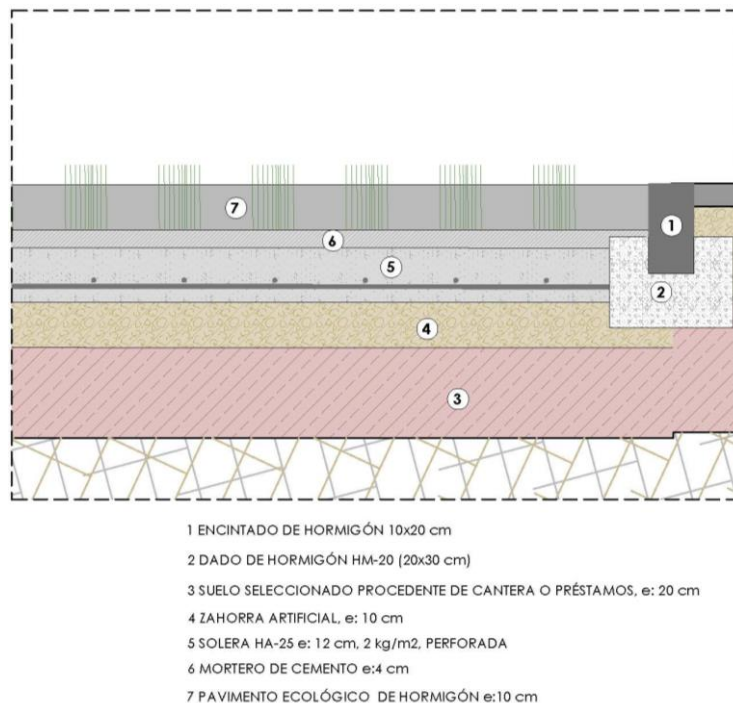 7
6
5
4
3
1
2
1 ENCINTADO DE HORMIGÓN 10x20 cm
2 DADO DE HORMIGÓN HM-20 (20x30 cm)
3 SUELO SELECCIONADO PROCEDENTE DE CANTERA O PRÉSTAMOS, e: 20 cm
4 ZAHORRA ARTIFICIAL, e: 10 cm
5 SOLERA HA-25 e: 12 cm, 2 kg/m2, PERFORADA
6 MORTERO DE CEMENTO e:4 cm
7 PAVIMENTO ECOLÓGICO DE HORMIGÓN e:10 cm